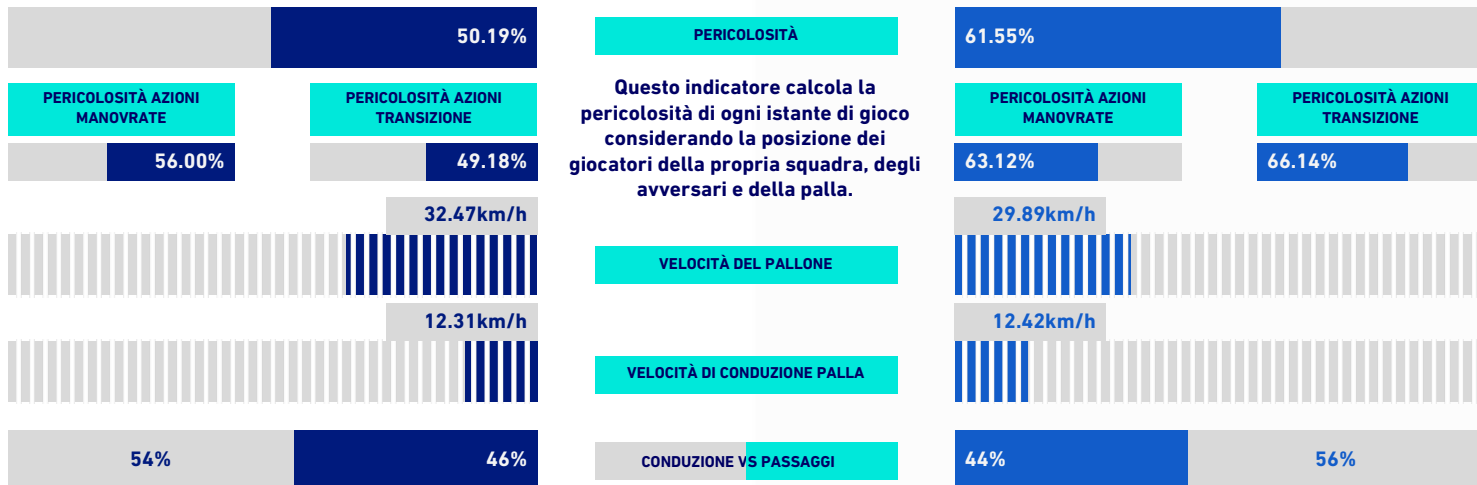 50.19%
PERICOLOSITÀ
61.55%
PERICOLOSITÀ AZIONI
MANOVRATE
PERICOLOSITÀ AZIONI
TRANSIZIONE
56.00%
49.18%
Questo indicatore calcola la
pericolosità di ogni istante di gioco
considerando la posizione dei
giocatori della propria squadra, degli
avversari e della palla.
PERICOLOSITÀ AZIONI
MANOVRATE
PERICOLOSITÀ AZIONI
TRANSIZIONE
63.12%
66.14%
32.47km/h
VELOCITÀ DEL PALLONE
29.89km/h
12.31km/h
VELOCITÀ DI CONDUZIONE PALLA
12.42km/h
54%
46%
CONDUZIONE VS PASSAGGI
44%
56%